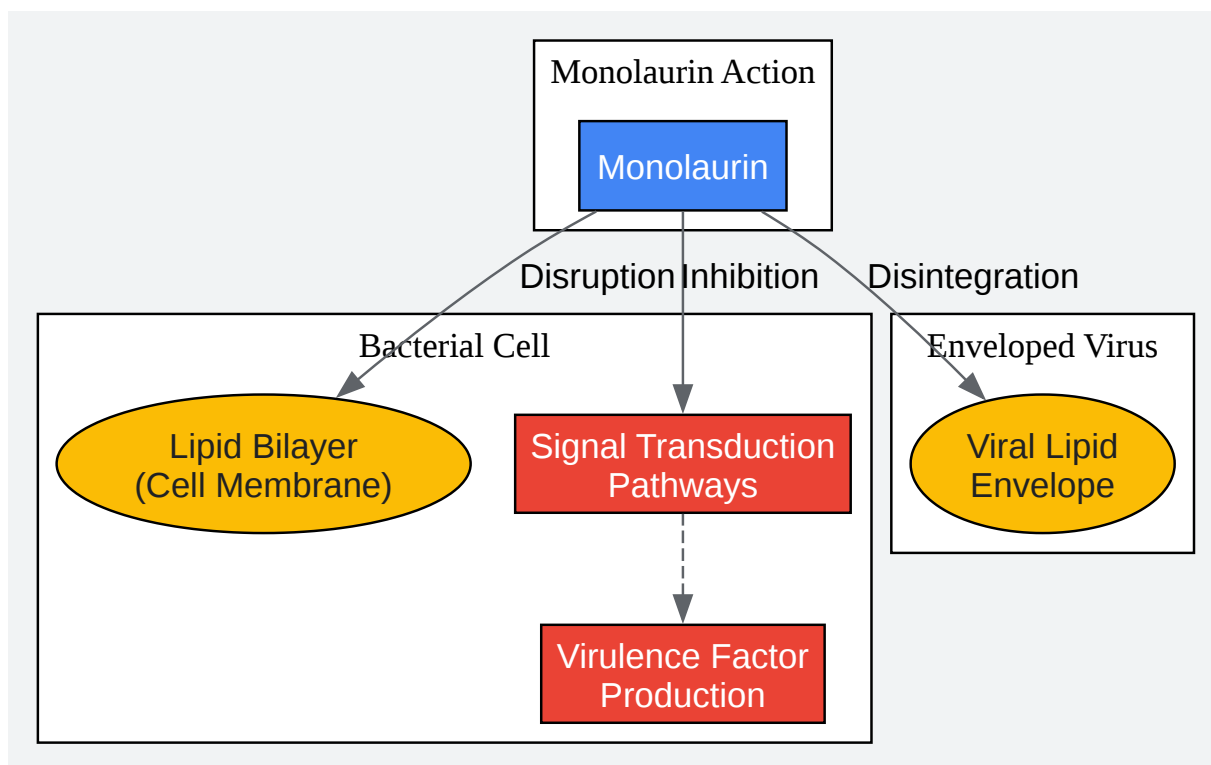 Monolaurin Action
Monolaurin
Disruption
Inhibition
Disintegration
Bacterial Cell
Enveloped Virus
Lipid Bilayer
(Cell Membrane)
Signal Transduction
Pathways
Viral Lipid
Envelope
Virulence Factor
Production